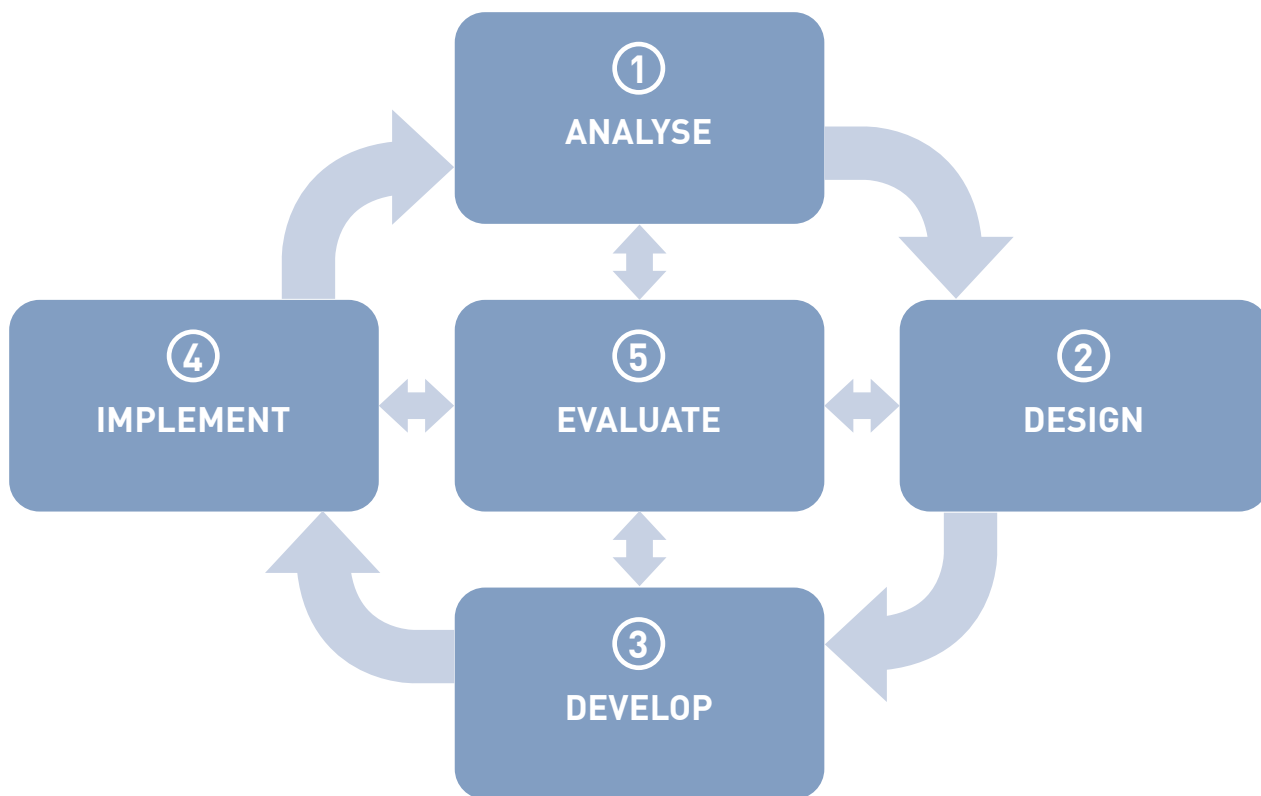 ①
ANALYSE
②
DESIGN
③
DEVELOP
④
IMPLEMENT
⑤
EVALUATE